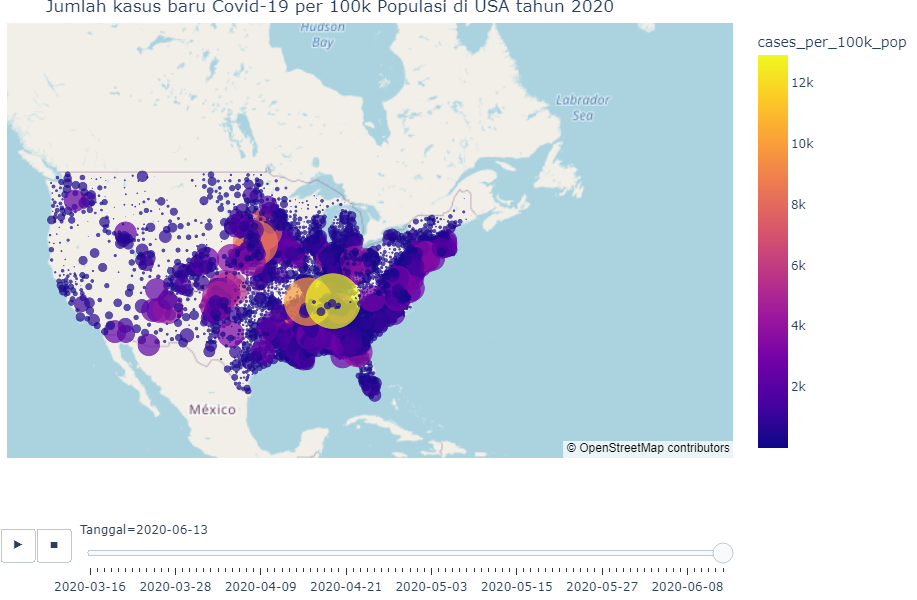 Jumlah kasus baru Covid-19 per 100k Populasi di USA tahun 2020
Hudson
Bay
Labrador
Sea
México
© OpenStreetMap contributors
cases_per_100k_pop
12k
10k
8k
6k
4k
2k
Tanggal=2020-06-13
2020-03-16 2020-03-28 2020-04-09 2020-04-21 2020-05-03 2020-05-15 2020-05-27 2020-06-08